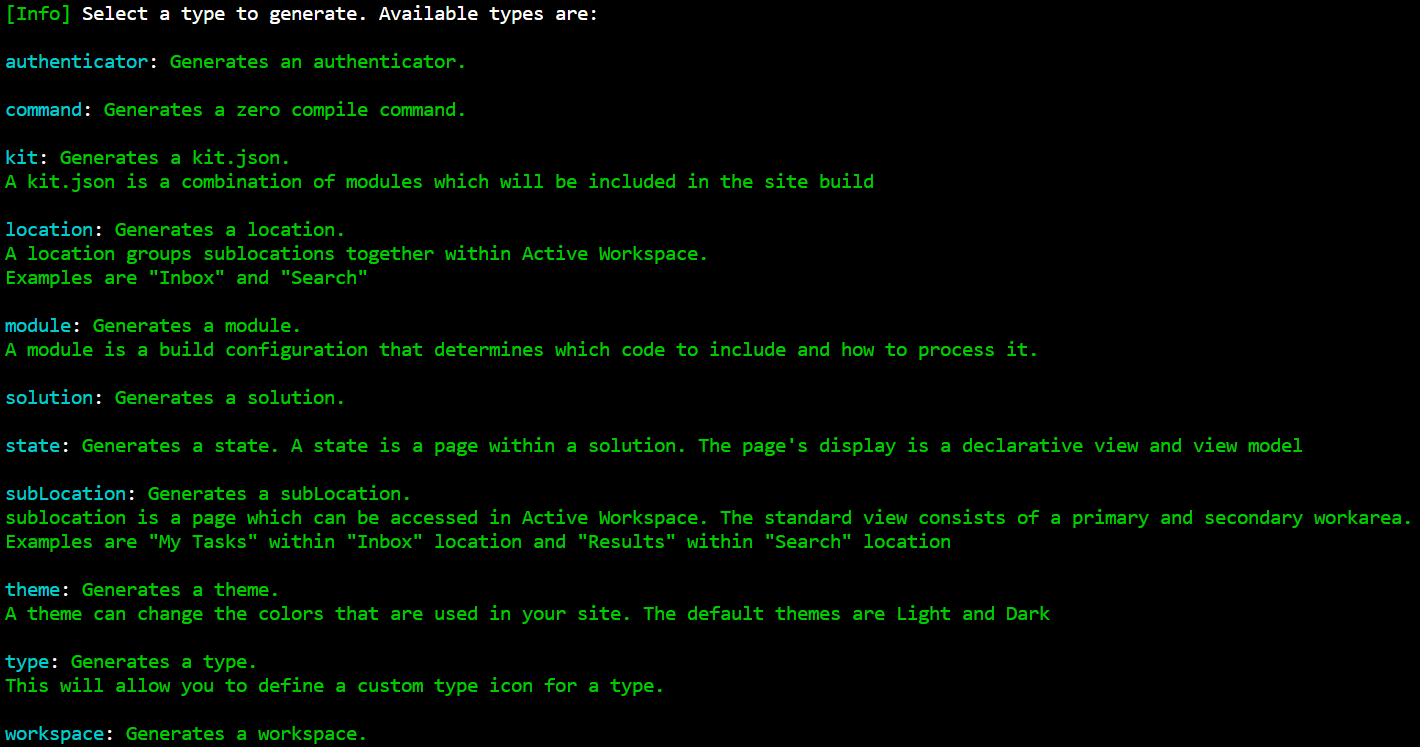 [Info] Select a type to generate. Available types are:
authenticator: Generates an authenticator.
command: Generates a zero compile command.
kit: Generates a kit.json.
A kit.json is a combination of modules which will be included in the site build
location: Generates a location.
A location groups sublocations together within Active Workspace.
Examples are "Inbox" and "Search"
module: Generates a module.
A module is a build configuration that determines which code to include and how to process it.
solution: Generates a solution.
state: Generates a state. A state is a page within a solution. The page's display is a declarative view and view model
subLocation: Generates a subLocation.
sublocation is a page which can be accessed in Active Workspace. The standard view consists of a primary and secondary workarea.
Examples are "My Tasks" within "Inbox" location and "Results" within "Search" location
theme: Generates a theme.
A theme can change the colors that are used in your site. The default themes are Light and Dark
type: Generates a type.
This will allow you to define a custom type icon for a type.
workspace: Generates a workspace.